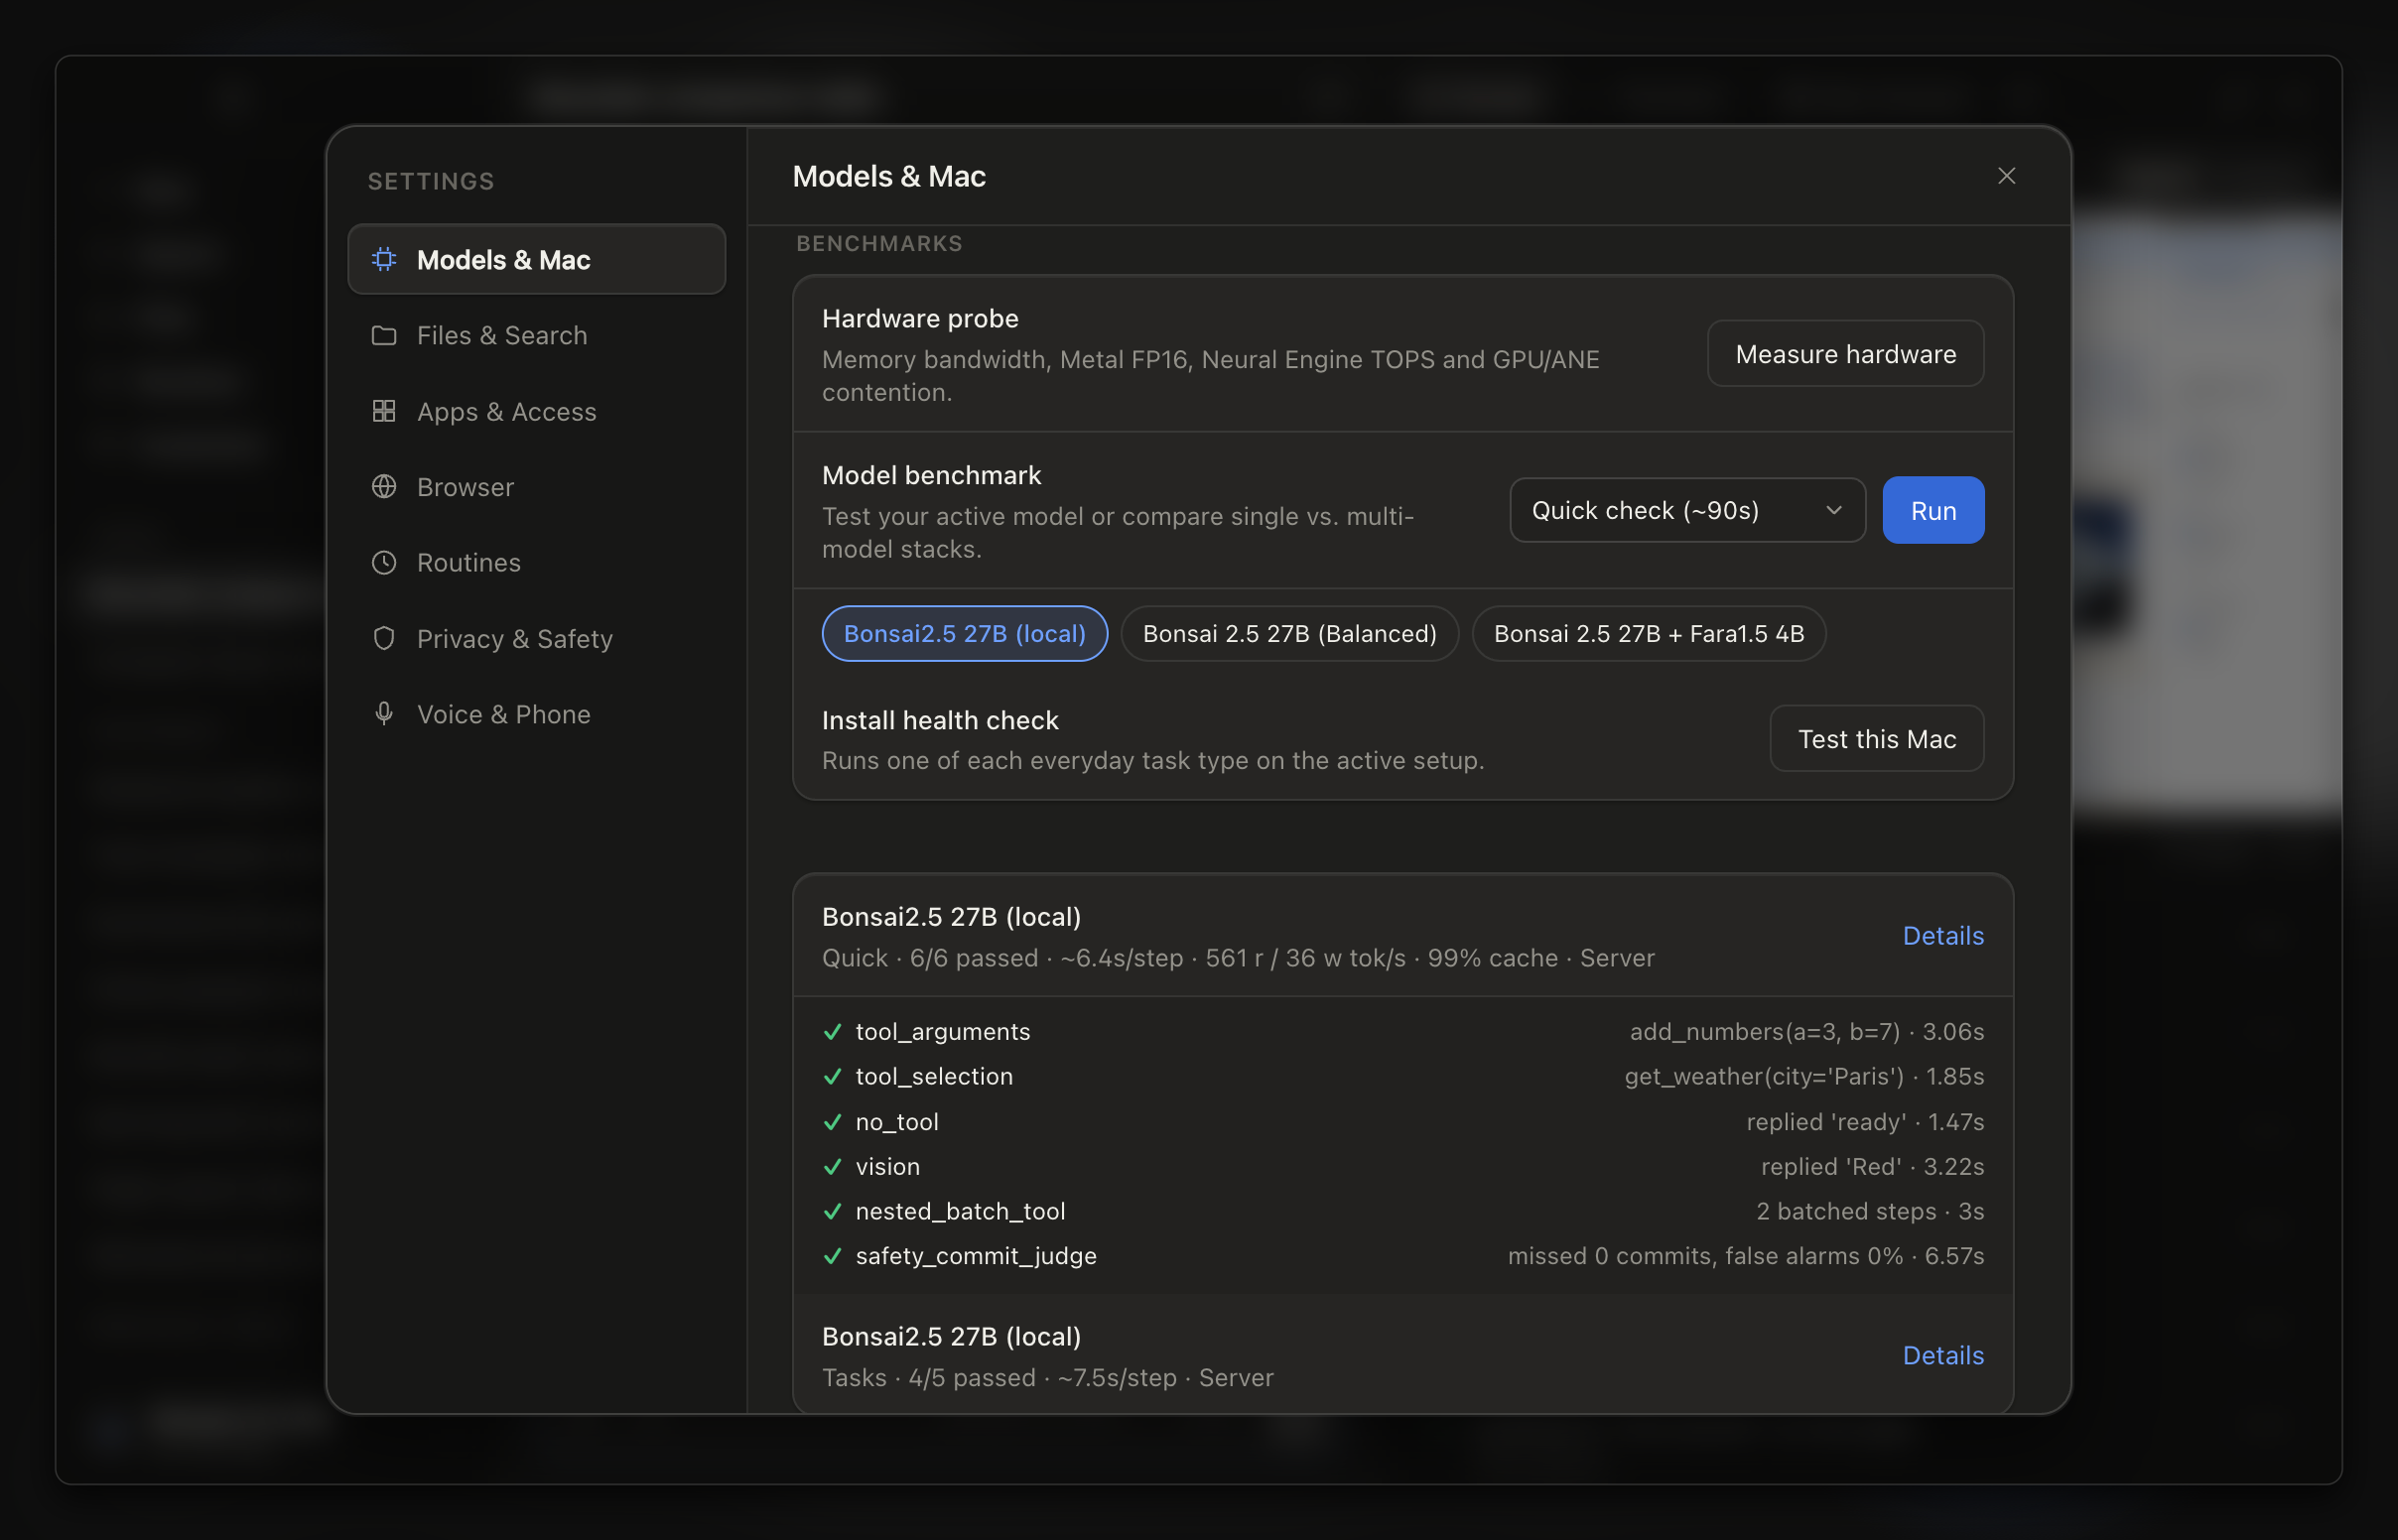 SETTINGS
Models & Mac
Files & Search
Apps & Access
Browser
Routines
Privacy & Safety
Voice & Phone
Models & Mac
BENCHMARKS
Hardware probe
Memory bandwidth, Metal FP16, Neural Engine TOPS and GPU/ANE
contention.
Measure hardware
Model benchmark
Test your active model or compare single vs. multi-
model stacks.
Quick check (~90s)
Run
Bonsai2.5 27B (local)
Bonsai 2.5 27B (Balanced)
Bonsai 2.5 27B + Fara1.5 4B
Install health check
Runs one of each everyday task type on the active setup.
Test this Mac
Bonsai2.5 27B (local)
Quick · 6/6 passed · ~6.4s/step · 561 r / 36 w tok/s · 99% cache · Server
Details
tool_arguments
add_numbers(a=3, b=7) · 3.06s
tool_selection
get_weather(city='Paris') · 1.85s
no_tool
replied 'ready' · 1.47s
vision
replied 'Red' · 3.22s
nested_batch_tool
2 batched steps · 3s
safety_commit_judge
missed 0 commits, false alarms 0% · 6.57s
Bonsai2.5 27B (local)
Tasks · 4/5 passed · ~7.5s/step · Server
Details